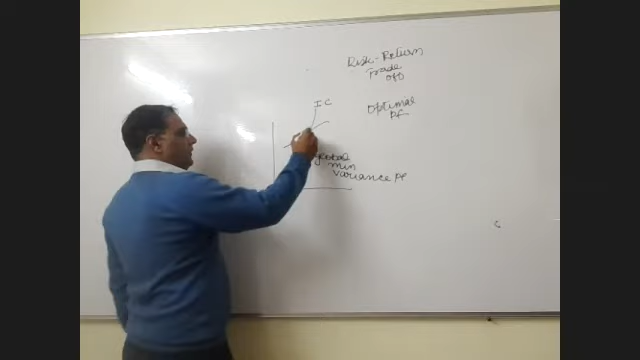 Risk-Return
Trade
off
IC
Optimal
Pf
global
min
variance Pf